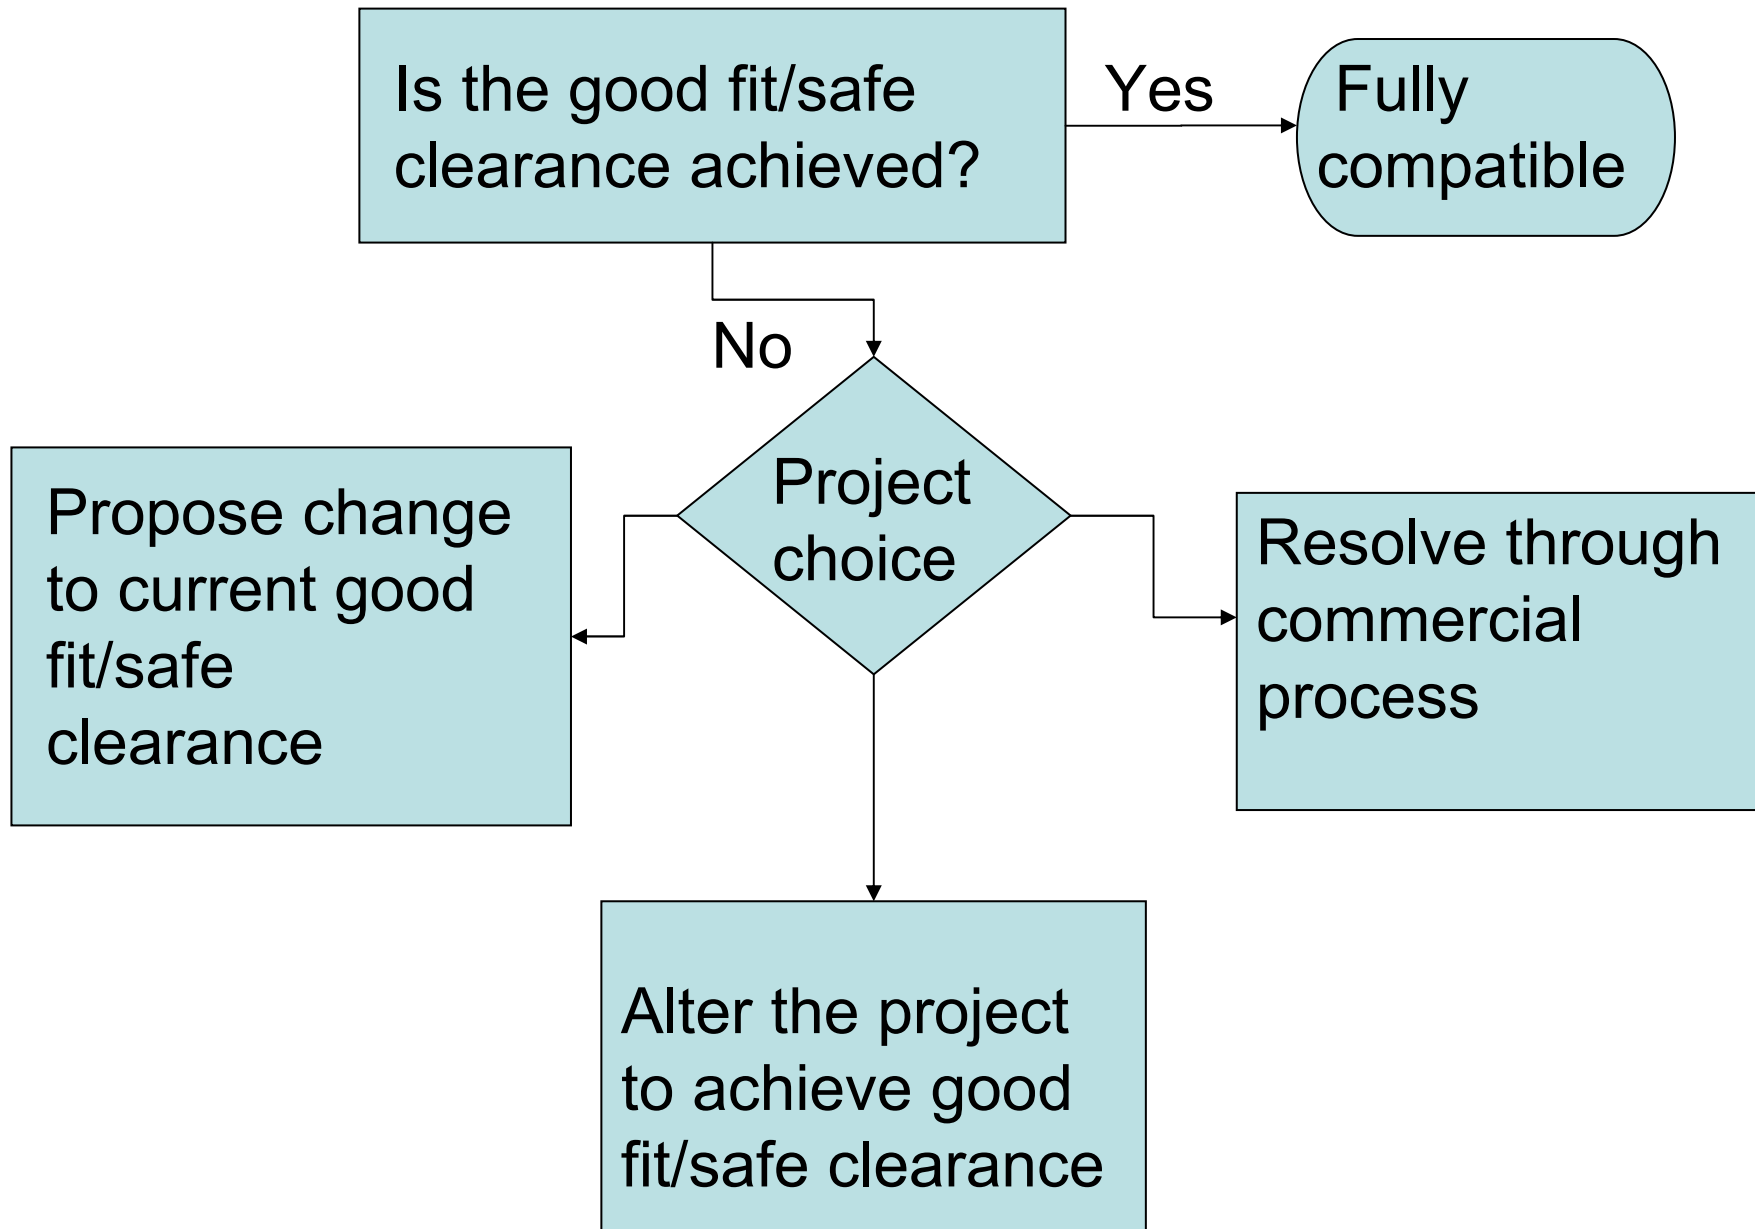 Is the good fit/safe
clearance achieved?
Yes
Fully
compatible
No
Project
choice
Propose change
to current good
fit/safe
clearance
Resolve through
commercial
process
Alter the project
to achieve good
fit/safe clearance